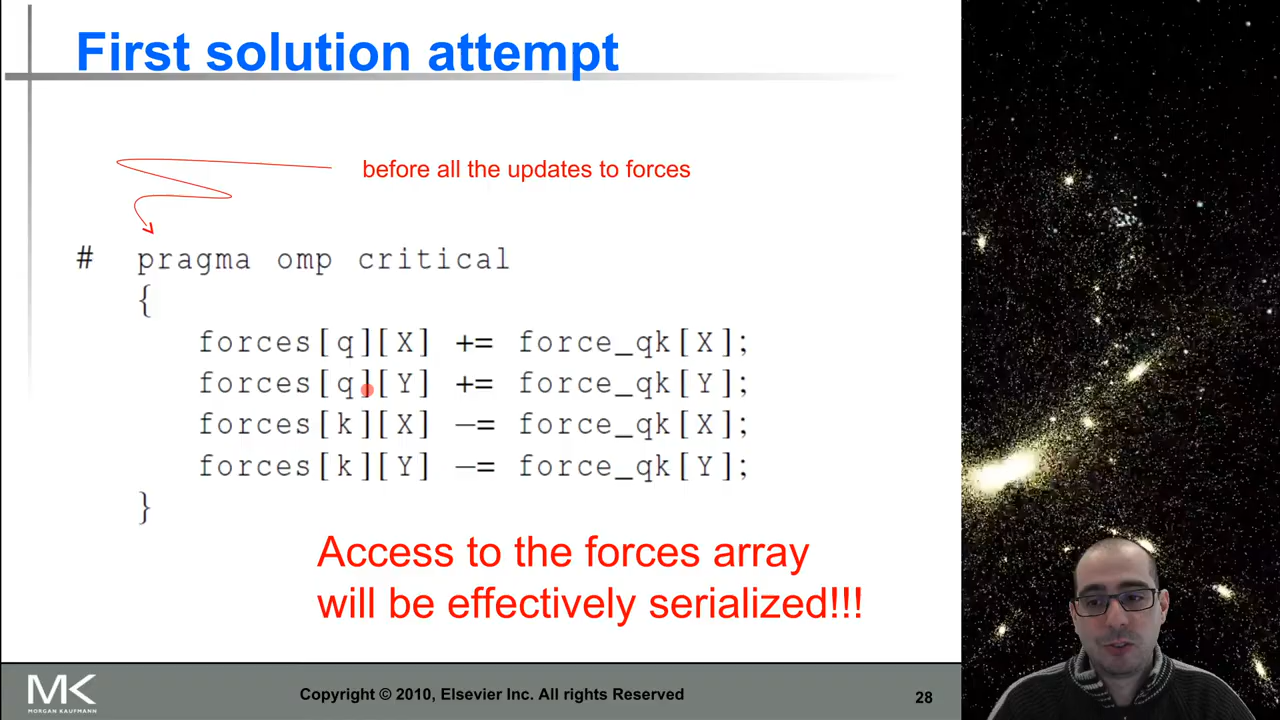 First solution attempt
before all the updates to forces
# pragma omp critical
{
forces[q][X] += force_qk[X];
forces[q][Y] += force_qk[Y];
forces[k][X] −= force_qk[X];
forces[k][Y] −= force_qk[Y];
}
Access to the forces array
will be effectively serialized!!!
MK
MORGAN KAUFMANN
Copyright © 2010, Elsevier Inc. All rights Reserved
28